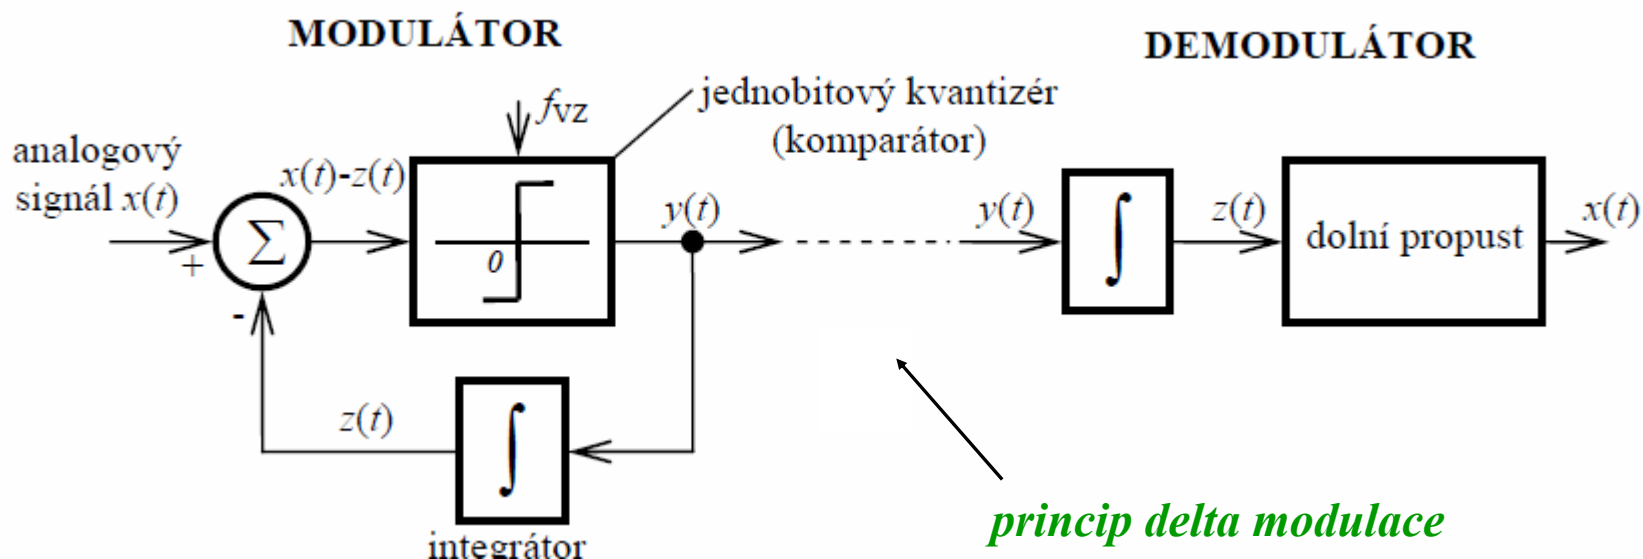 MODULÁTOR
DEMODULÁTOR
analogový
signál x(t)
+
-
Σ
x(t)-z(t)
fvz
0
jednobitový kvantizér
(komparátor)
y(t)
y(t)
∫
z(t)
dolní propust
x(t)
z(t)
∫
integrátor
princip delta modulace